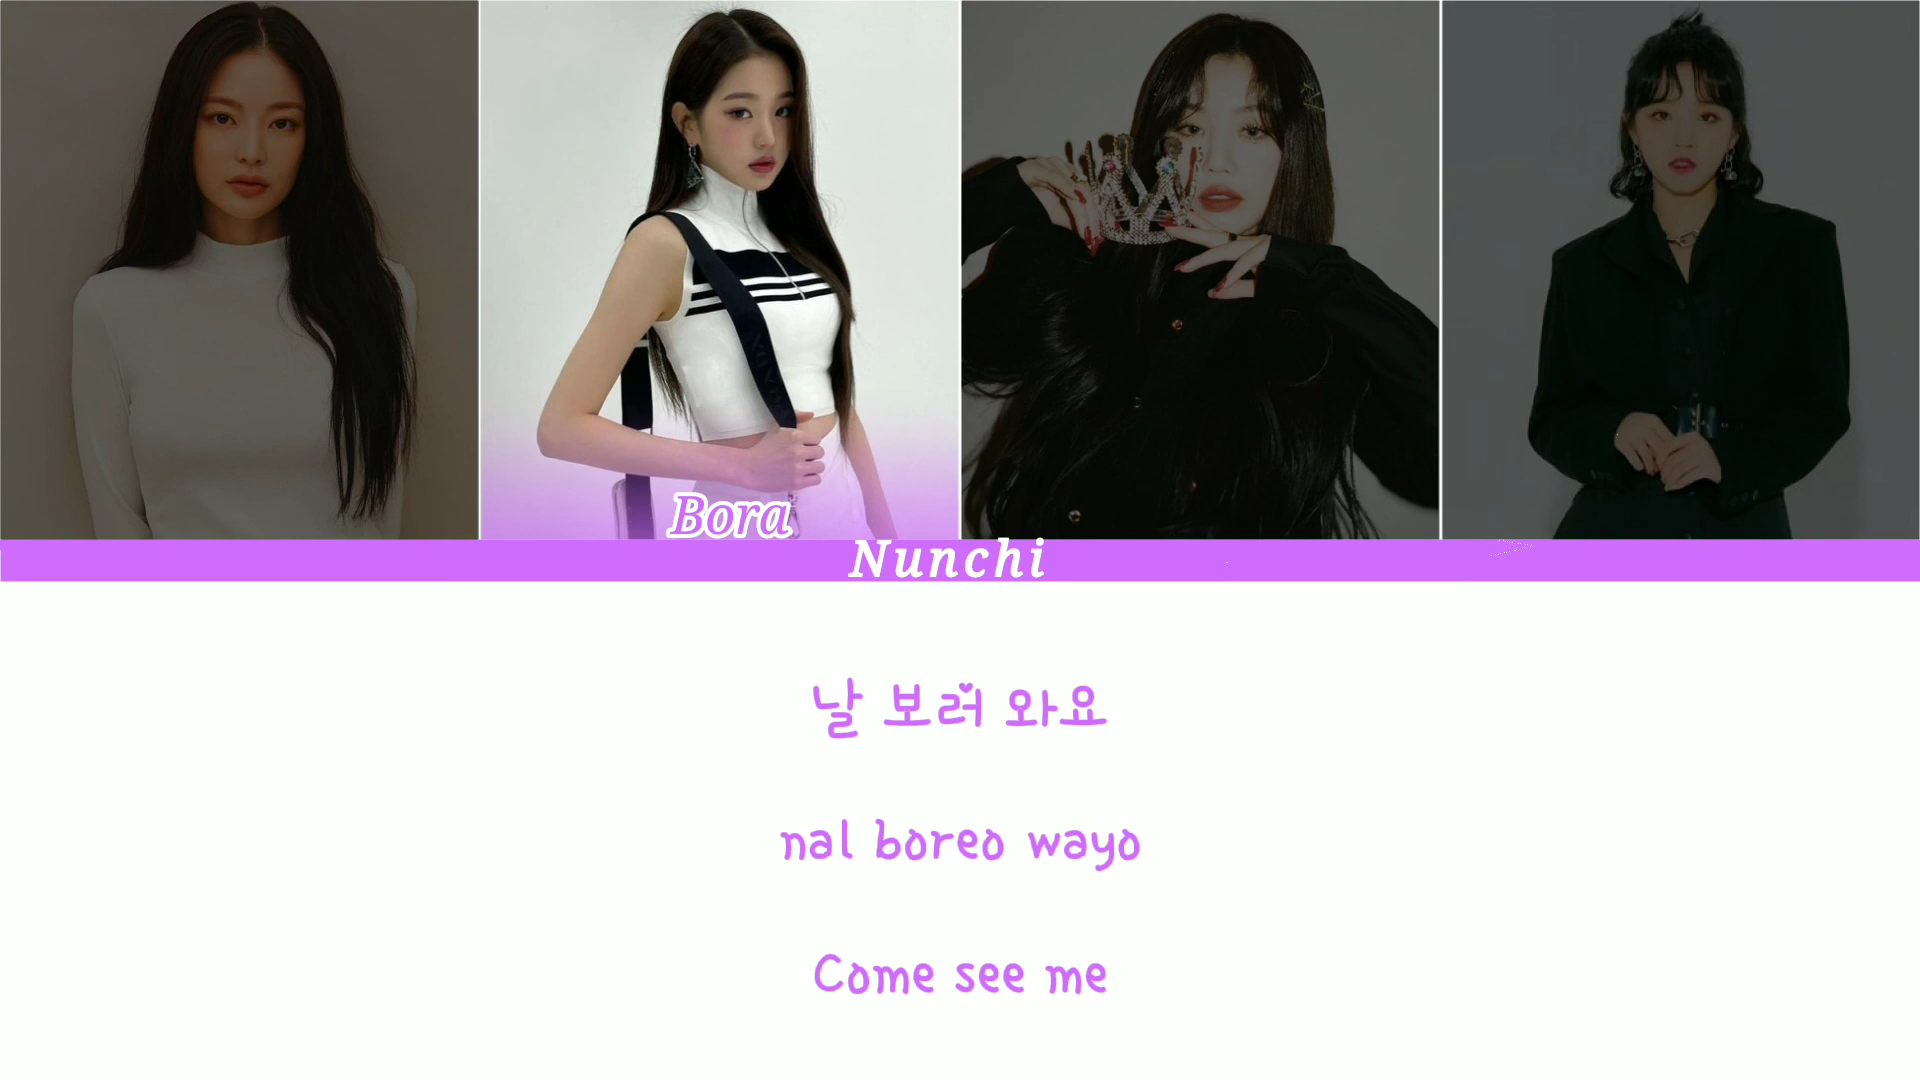 Bora
Nunchi
날 보러 와요
nal boreo wayo
Come see me